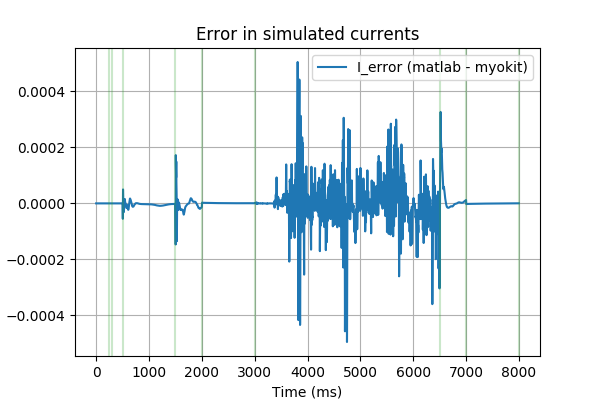 Error in simulated currents
I_error (matlab - myokit)
0.0004
0.0002
0.0000
−0.0002
−0.0004
0 1000 2000 3000 4000 5000 6000 7000 8000
Time (ms)